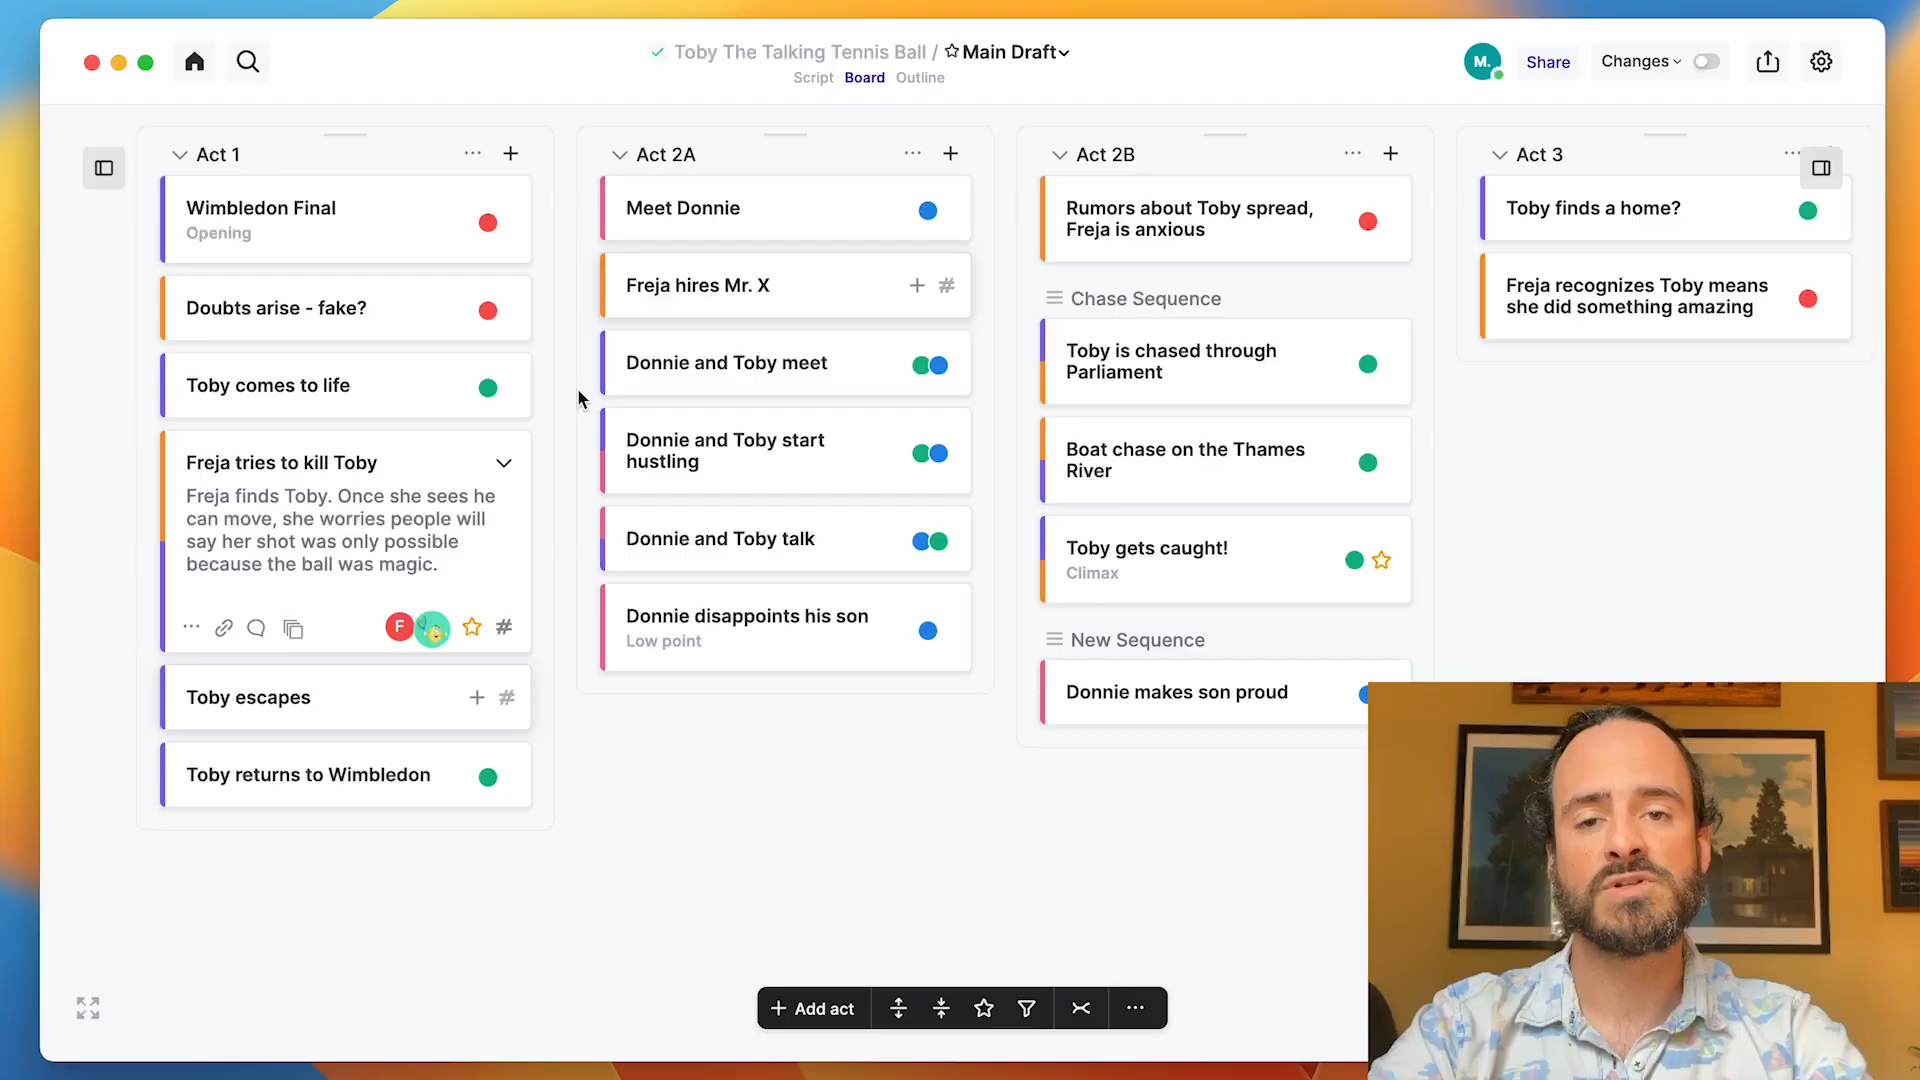 Toby The Talking Tennis Ball / Main Draft
Script Board Outline
M.
Share
Changes
Act 1
Wimbledon Final
Opening
Doubts arise - fake?
Toby comes to life
Freja tries to kill Toby
Freja finds Toby. Once she sees he
can move, she worries people will
say her shot was only possible
because the ball was magic.
F
#
Toby escapes
#
Toby returns to Wimbledon
Act 2A
Meet Donnie
Freja hires Mr. X
#
Donnie and Toby meet
Donnie and Toby start
hustling
Donnie and Toby talk
Donnie disappoints his son
Low point
Act 2B
Rumors about Toby spread,
Freja is anxious
Chase Sequence
Toby is chased through
Parliament
Boat chase on the Thames
River
Toby gets caught!
Climax
New Sequence
Donnie makes son proud
Act 3
Toby finds a home?
Freja recognizes Toby means
she did something amazing
Add act